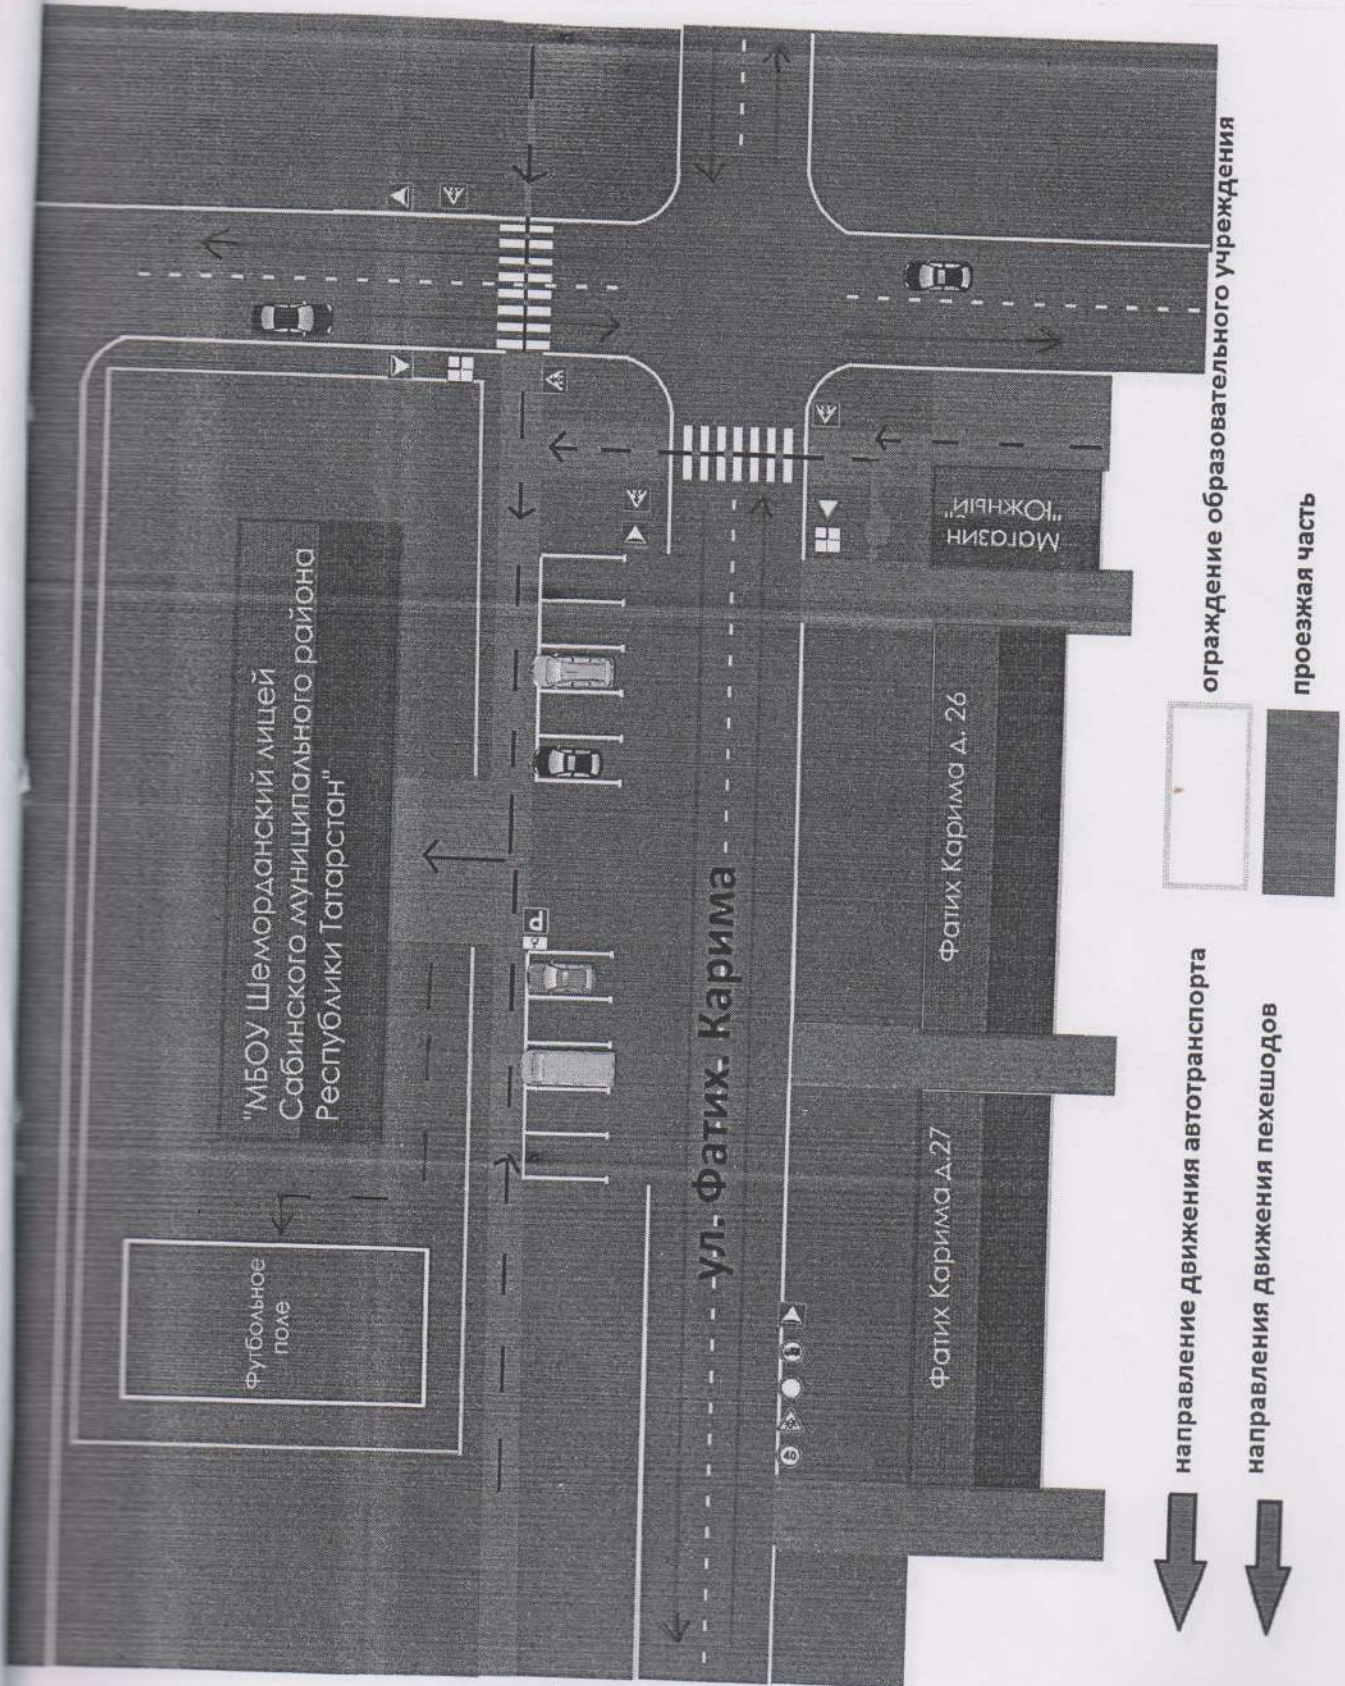 "МБОУ Шеморданский лицей
Сабинского муниципального района
Республики Татарстан"
Футбольное
поле
P
ул. Фатих Карима
Магазин
"Южный"
Фатих Карима д.27
Фатих Карима д. 26
направление движения автотранспорта
направления движения пехешодов
ограждение образовательного учреждения
проезжая часть